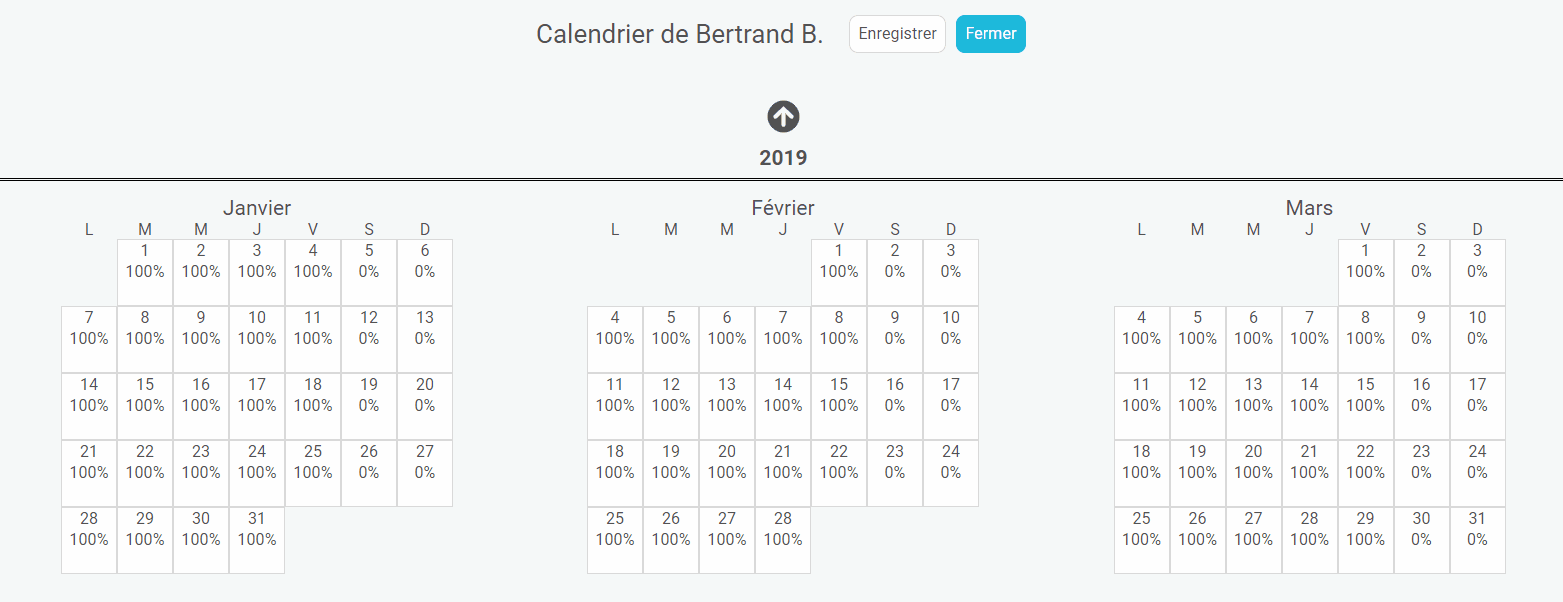 Calendrier de Bertrand B. Enregistrer Fermer
2019
Janvier
L M M J V S D
1 2 3 4 5 6
100% 100% 100% 100% 0% 0%
7 8 9 10 11 12 13
100% 100% 100% 100% 100% 0% 0%
14 15 16 17 18 19 20
100% 100% 100% 100% 100% 0% 0%
21 22 23 24 25 26 27
100% 100% 100% 100% 100% 0% 0%
28 29 30 31
100% 100% 100% 100%
Février
L M M J V S D
1 2 3
100% 0% 0%
4 5 6 7 8 9 10
100% 100% 100% 100% 100% 0% 0%
11 12 13 14 15 16 17
100% 100% 100% 100% 100% 0% 0%
18 19 20 21 22 23 24
100% 100% 100% 100% 100% 0% 0%
25 26 27 28
100% 100% 100% 100%
Mars
L M M J V S D
1 2 3
100% 0% 0%
4 5 6 7 8 9 10
100% 100% 100% 100% 100% 0% 0%
11 12 13 14 15 16 17
100% 100% 100% 100% 100% 0% 0%
18 19 20 21 22 23 24
100% 100% 100% 100% 100% 0% 0%
25 26 27 28 29 30 31
100% 100% 100% 100% 100% 0% 0%